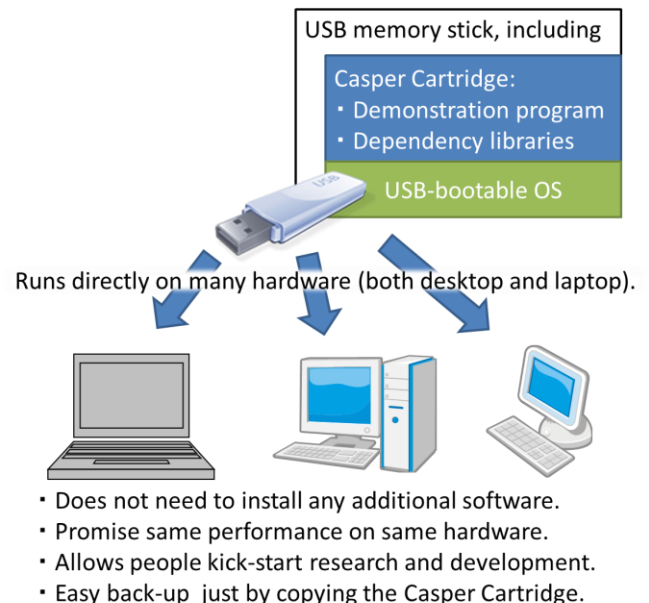 USB memory stick, including
Casper Cartridge:
・Demonstration program
・Dependency libraries
USB-bootable OS
USB
Runs directly on many hardware (both desktop and laptop).
・Does not need to install any additional software.
・Promise same performance on same hardware.
・Allows people kick-start research and development.
・Easy back-up  just by copying the Casper Cartridge.